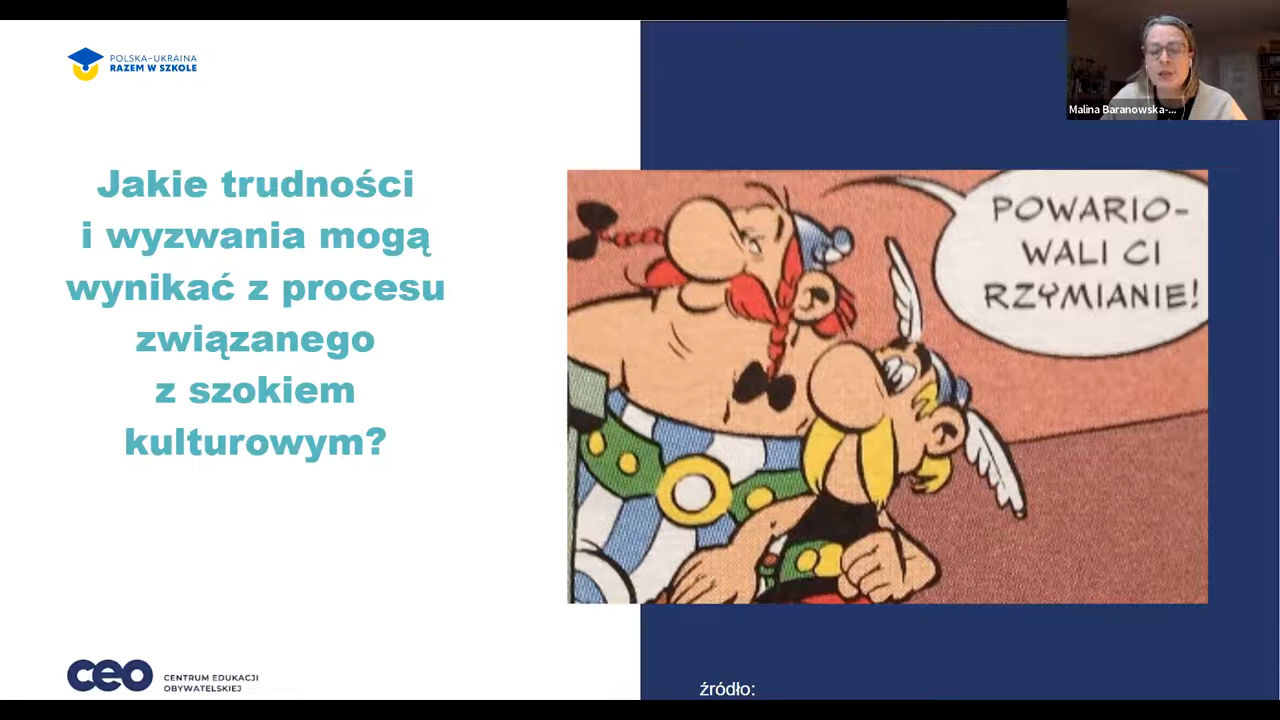 POLSKA-UKRAINA
RAZEM W SZKOLE
Malina Baranowska-...
Jakie trudności
i wyzwania mogą
wynikać z procesu
związanego
z szokiem
kulturowym?
POWARIO-
WALI CI
RZYMIANIE!
ceo
CENTRUM EDUKACJI
OBYWATELSKIEJ
źródło: